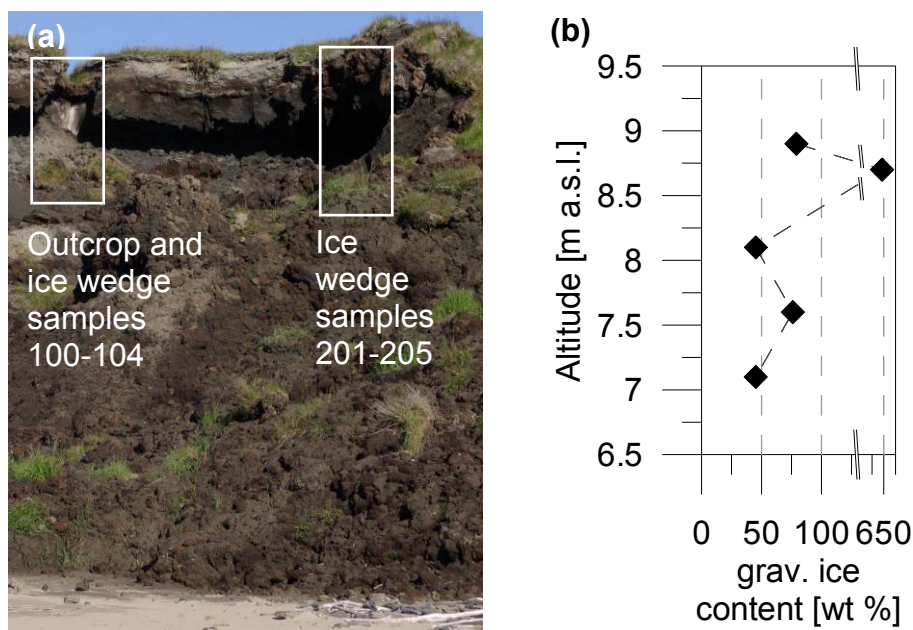 (a)
Outcrop and
ice wedge
samples
100-104
Ice
wedge
samples
201-205
(b)
Altitude [m a.s.l.]
9.5
9
8.5
8
7.5
7
6.5
0 50 100 650
grav. ice
content [wt %]